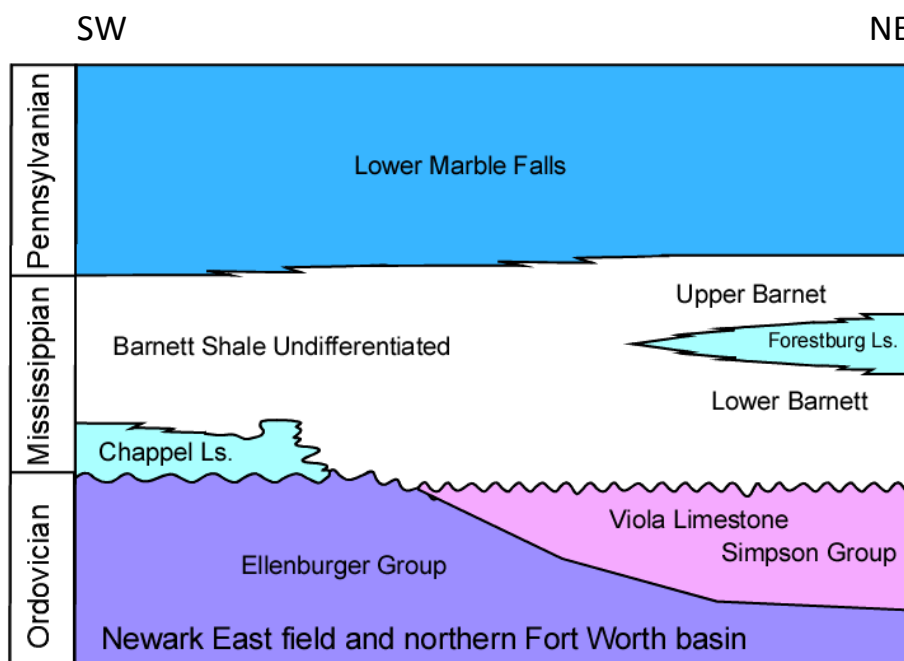 SW
NE
Pennsylvanian
Lower Marble Falls
Mississippian
Upper Barnet
Forestburg Ls.
Barnett Shale Undifferentiated
Lower Barnett
Chappel Ls.
Ordovician
Viola Limestone
Simpson Group
Ellenburger Group
Newark East field and northern Fort Worth basin